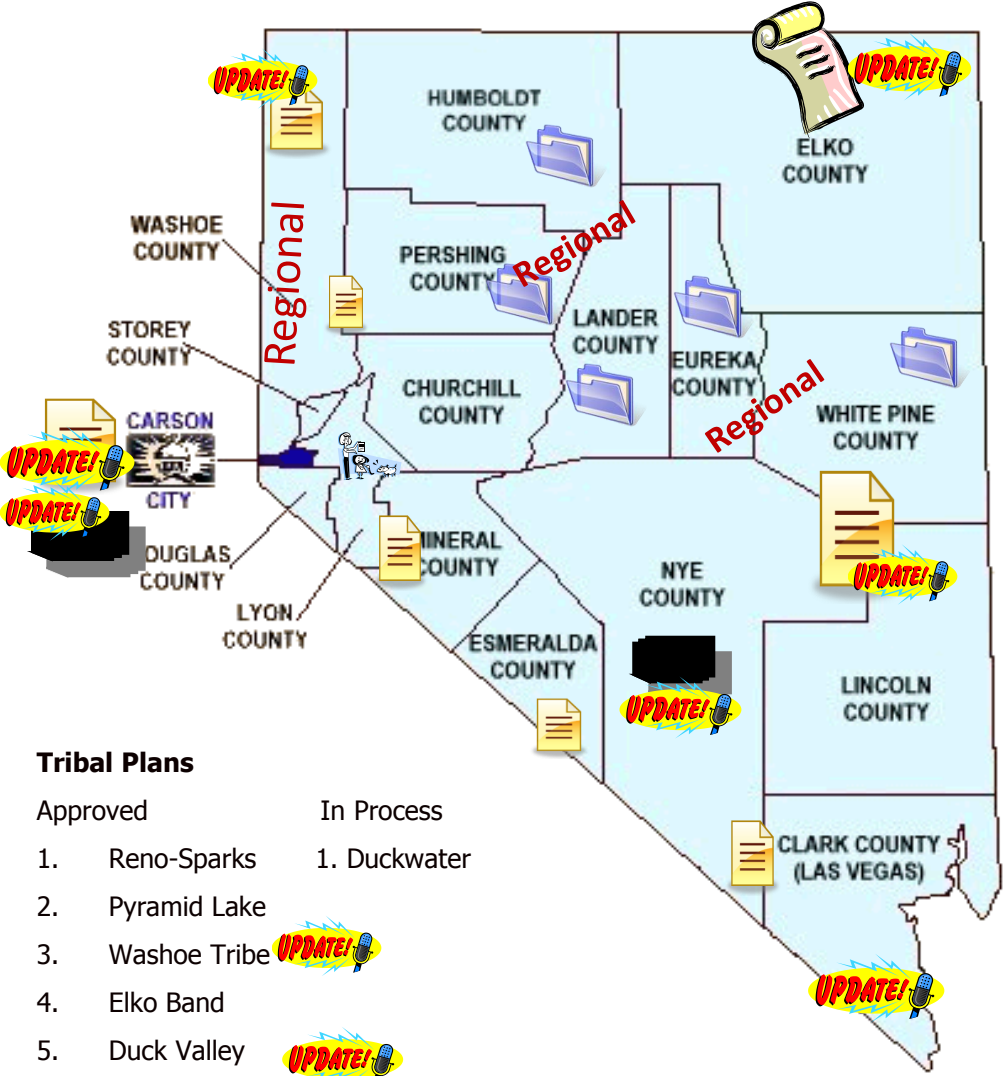 UPDATE!
UPDATE!
HUMBOLDT
COUNTY
ELKO
COUNTY
Regional
WASHOE
COUNTY
PERSHING
COUNTY
Regional
STOREY
COUNTY
LANDER
COUNTY
EUREKA
COUNTY
CHURCHILL
COUNTY
Regional
WHITE PINE
COUNTY
CARSON
CITY
UPDATE!
UPDATE!
OUGLAS
COUNTY
MINERAL
COUNTY
UPDATE!
NYE
COUNTY
LYON
COUNTY
ESMERALDA
COUNTY
LINCOLN
COUNTY
UPDATE!
CLARK COUNTY
(LAS VEGAS)
UPDATE!
Tribal Plans
Approved In Process
1. Reno-Sparks 1. Duckwater
2. Pyramid Lake
3. Washoe Tribe UPDATE!
4. Elko Band
5. Duck Valley UPDATE!